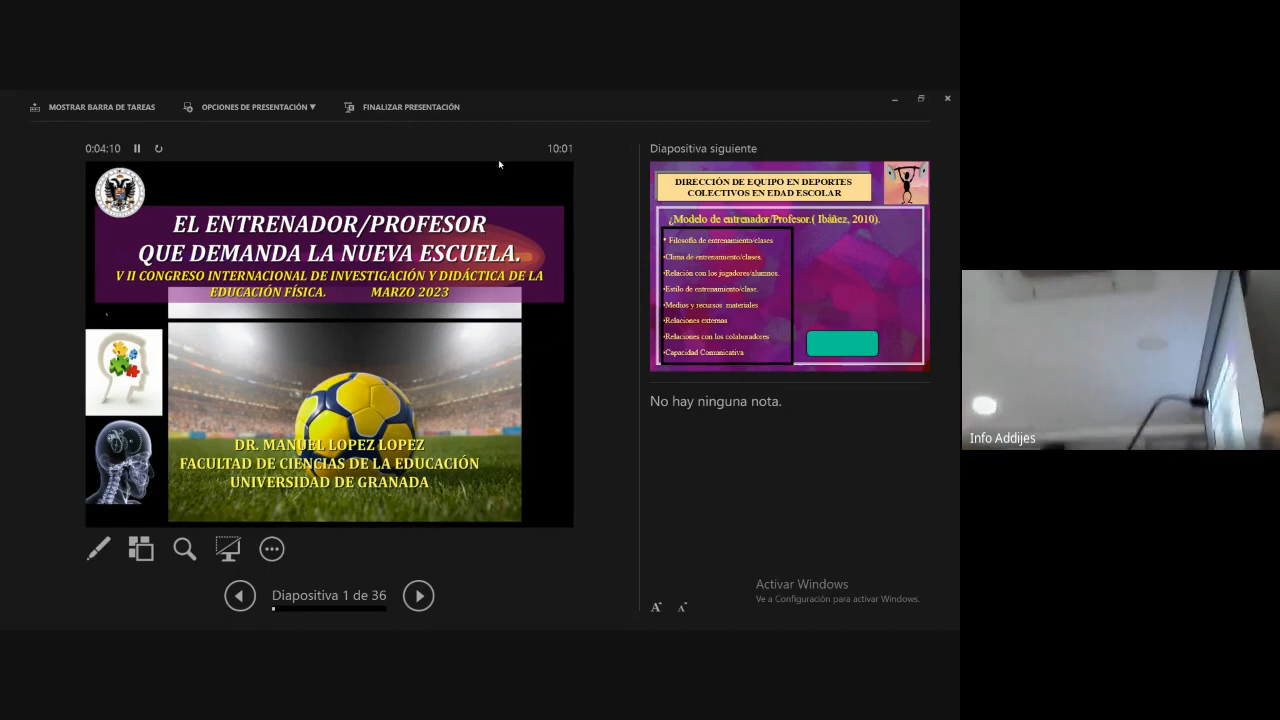 MOSTRAR BARRA DE TAREAS
OPCIONES DE PRESENTACIÓN ▼
FINALIZAR PRESENTACIÓN
0:04:10
10:01
EL ENTRENADOR/PROFESOR
QUE DEMANDA LA NUEVA ESCUELA.
V II CONGRESO INTERNACIONAL DE INVESTIGACIÓN Y DIDÁCTICA DE LA
EDUCACIÓN FÍSICA. MARZO 2023
DR. MANUEL LOPEZ LOPEZ
FACULTAD DE CIENCIAS DE LA EDUCACIÓN
UNIVERSIDAD DE GRANADA
Diapositiva 1 de 36
Diapositiva siguiente
DIRECCIÓN DE EQUIPO EN DEPORTES
COLECTIVOS EN EDAD ESCOLAR
¿Modelo de entrenador/Profesor.( Ibáñez, 2010).
• Filosofía de entrenamiento/clases
•Clima de entrenamiento/clases.
•Relación con los jugadores/alumnos.
•Estilo de entrenamiento/clase.
•Medios y recursos materiales
•Relaciones externas
•Relaciones con los colaboradores
•Capacidad Comunicativa
No hay ninguna nota.
Activar Windows
Ve a Configuración para activar Windows.
A A
Info Addijes